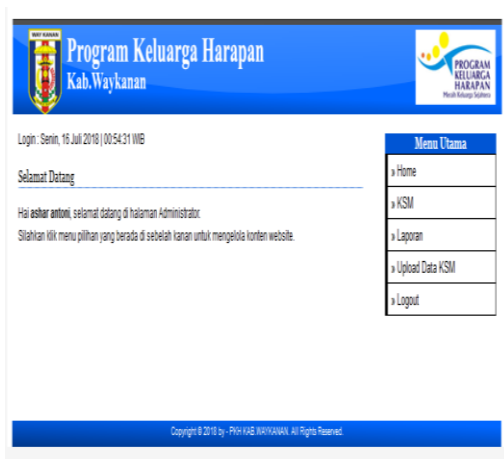 WAY KANAN
Program Keluarga Harapan
Kab.Waykanan
PROGRAM
KELUARGA
HARAPAN
Meraih Keluarga Sejahtera
Login : Senin, 16 Juli 2018 | 00:54:31 WIB
Selamat Datang
Hai ashar antoni, selamat datang di halaman Administrator.
Silahkan klik menu pilihan yang berada di sebelah kanan untuk mengelola konten website.
Menu Utama
» Home
» KSM
» Laporan
» Upload Data KSM
» Logout
Copyright © 2018 by - PKH KAB.WAYKANAN. All Rights Reserved.